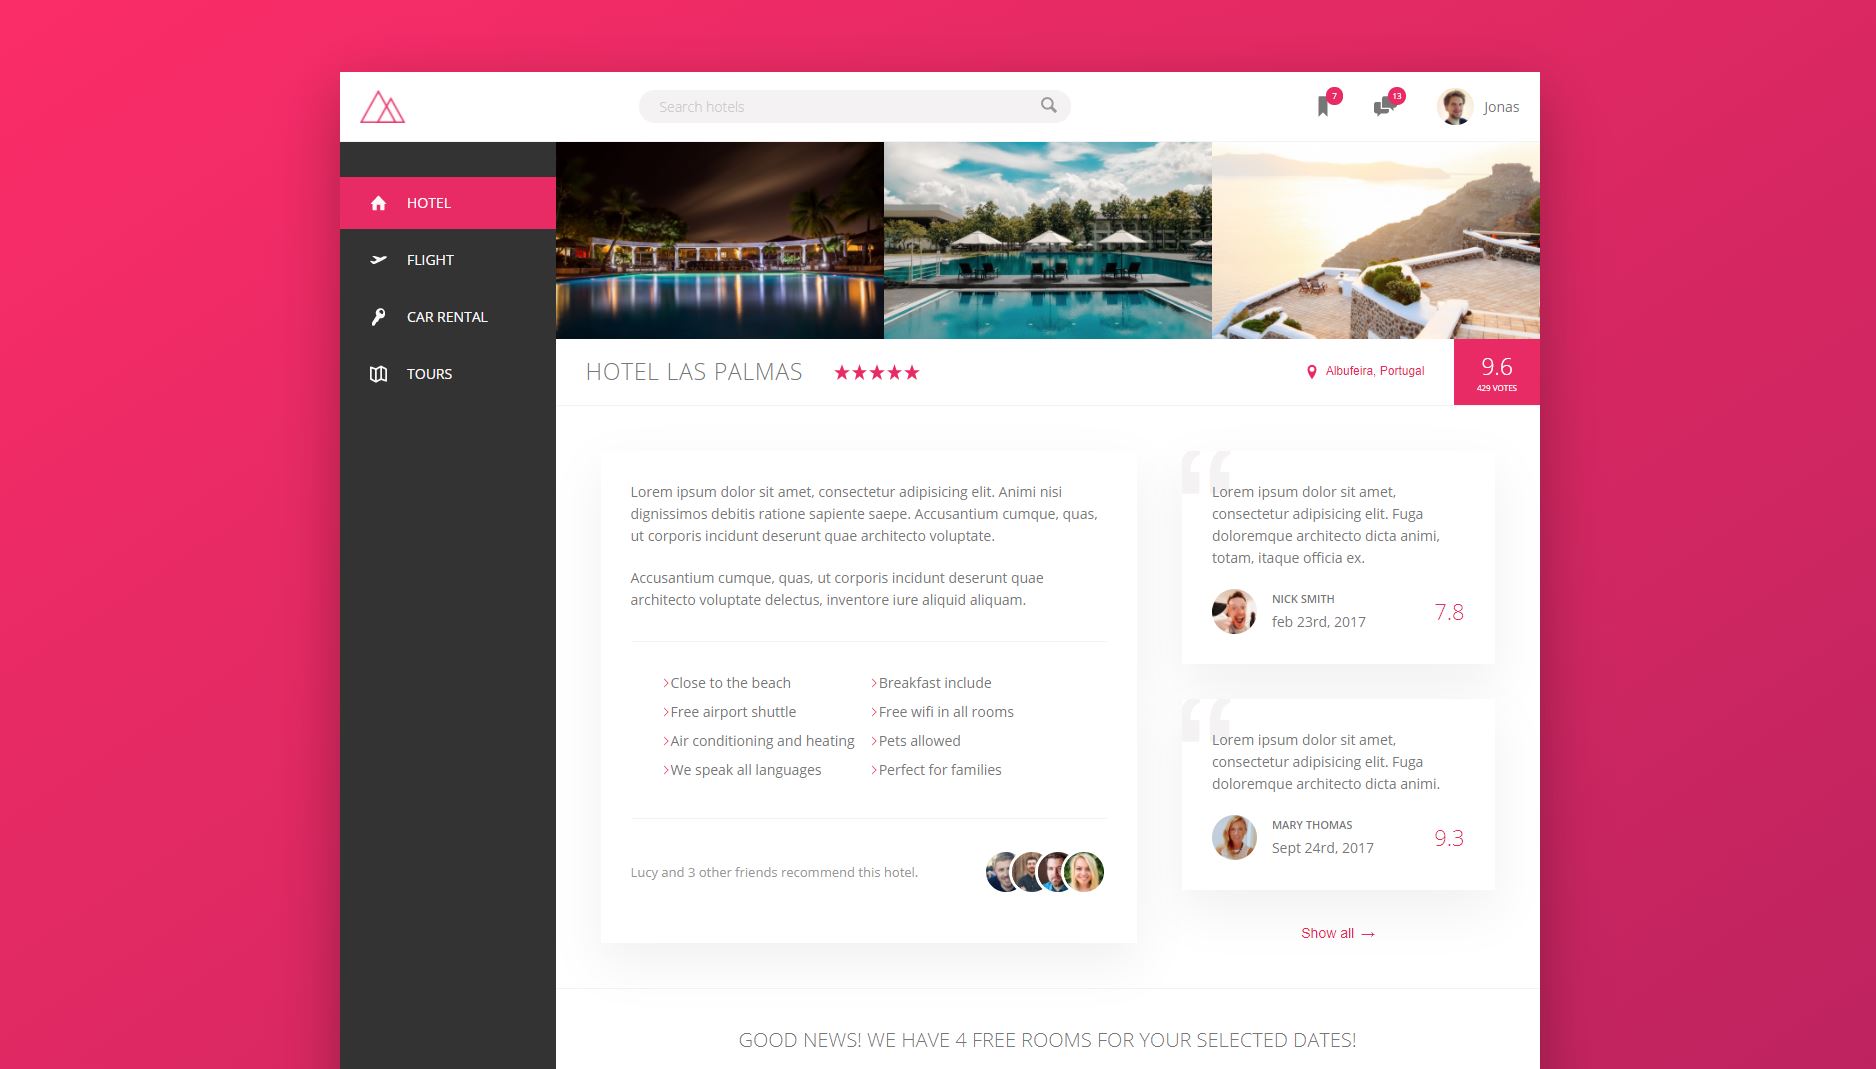 Search hotels
7
13
Jonas
HOTEL
FLIGHT
CAR RENTAL
TOURS
HOTEL LAS PALMAS
Albufeira, Portugal
9.6
429 VOTES
Lorem ipsum dolor sit amet, consectetur adipisicing elit. Animi nisi
dignissimos debitis ratione sapiente saepe. Accusantium cumque, quas,
ut corporis incidunt deserunt quae architecto voluptate.
Accusantium cumque, quas, ut corporis incidunt deserunt quae
architecto voluptate delectus, inventore iure aliquid aliquam.
Close to the beach
Breakfast include
Free airport shuttle
Free wifi in all rooms
Air conditioning and heating
Pets allowed
We speak all languages
Perfect for families
Lucy and 3 other friends recommend this hotel.
“
Lorem ipsum dolor sit amet,
consectetur adipisicing elit. Fuga
doloremque architecto dicta animi,
totam, itaque officia ex.
NICK SMITH
feb 23rd, 2017
7.8
“
Lorem ipsum dolor sit amet,
consectetur adipisicing elit. Fuga
doloremque architecto dicta animi.
MARY THOMAS
Sept 24rd, 2017
9.3
Show all →
GOOD NEWS! WE HAVE 4 FREE ROOMS FOR YOUR SELECTED DATES!